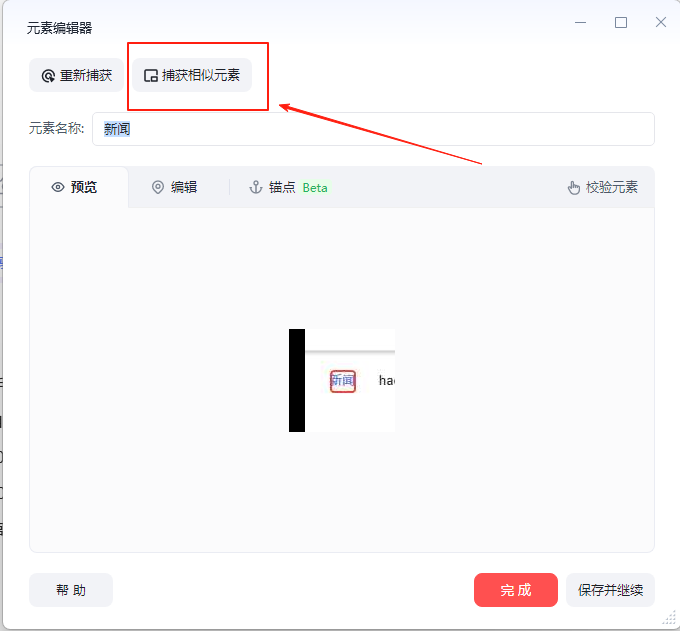 元素编辑器
重新捕获 捕获相似元素
元素名称: 新闻
预览 编辑 锚点 Beta 校验元素
新闻 ha
帮 助 完 成 保存并继续